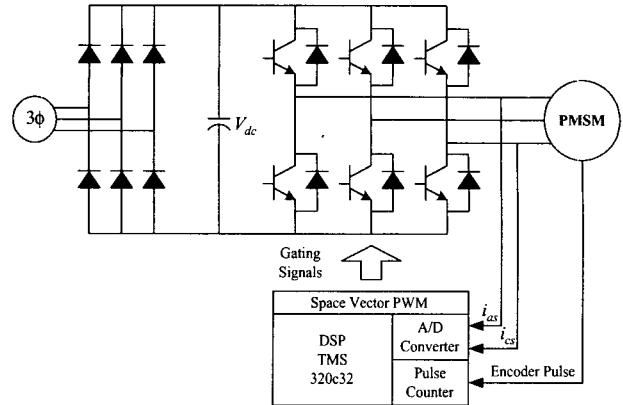 3ϕ
V_dc
PMSM
Gating
Signals
Space Vector PWM
DSP
TMS
320c32
A/D
Converter
Pulse
Counter
i_as
i_cs
Encoder Pulse